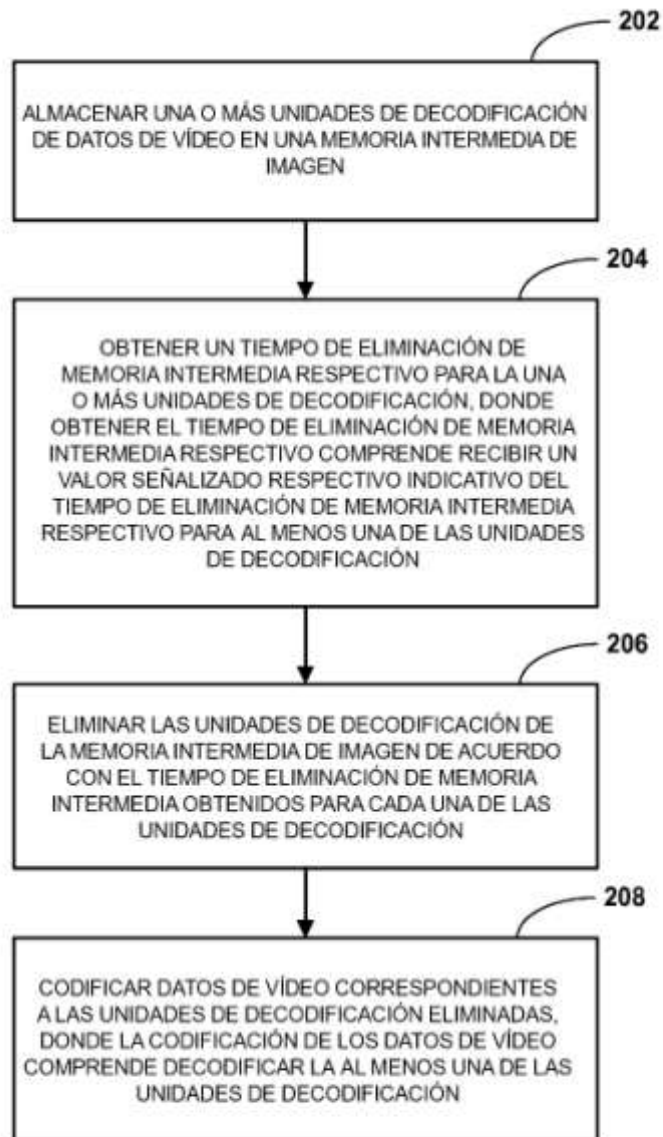 202
ALMACENAR UNA O MÁS UNIDADES DE DECODIFICACIÓN
DE DATOS DE VÍDEO EN UNA MEMORIA INTERMEDIA DE
IMAGEN
204
OBTENER UN TIEMPO DE ELIMINACIÓN DE
MEMORIA INTERMEDIA RESPECTIVO PARA LA UNA
O MÁS UNIDADES DE DECODIFICACIÓN, DONDE
OBTENER EL TIEMPO DE ELIMINACIÓN DE MEMORIA
INTERMEDIA RESPECTIVO COMPRENDE RECIBIR UN
VALOR SEÑALIZADO RESPECTIVO INDICATIVO DEL
TIEMPO DE ELIMINACIÓN DE MEMORIA INTERMEDIA
RESPECTIVO PARA AL MENOS UNA DE LAS UNIDADES
DE DECODIFICACIÓN
206
ELIMINAR LAS UNIDADES DE DECODIFICACIÓN DE
LA MEMORIA INTERMEDIA DE IMAGEN DE ACUERDO
CON EL TIEMPO DE ELIMINACIÓN DE MEMORIA
INTERMEDIA OBTENIDOS PARA CADA UNA DE LAS
UNIDADES DE DECODIFICACIÓN
208
CODIFICAR DATOS DE VÍDEO CORRESPONDIENTES
A LAS UNIDADES DE DECODIFICACIÓN ELIMINADAS,
DONDE LA CODIFICACIÓN DE LOS DATOS DE VÍDEO
COMPRENDE DECODIFICAR LA AL MENOS UNA DE LAS
UNIDADES DE DECODIFICACIÓN